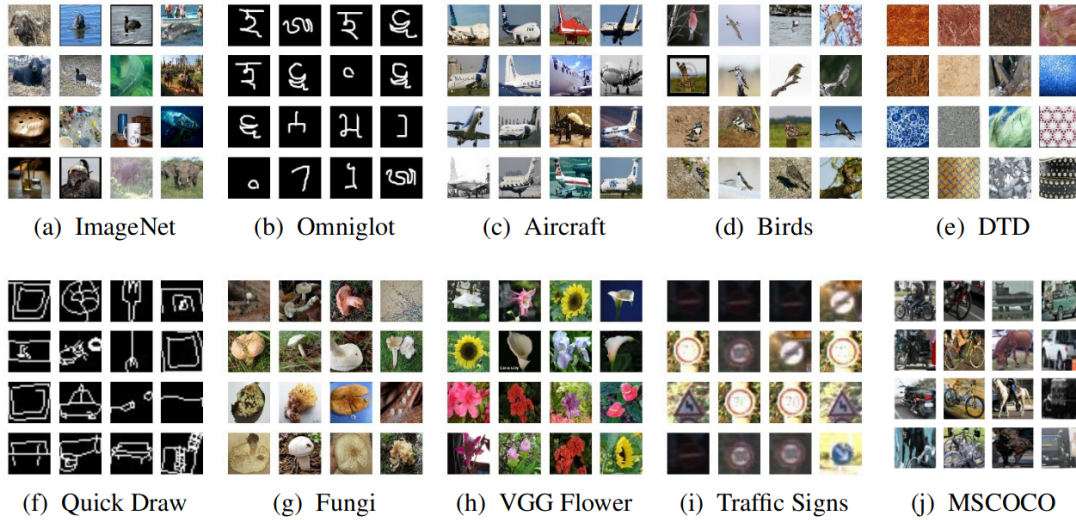 (a) ImageNet
(b) Omniglot
(c) Aircraft
(d) Birds
(e) DTD
(f) Quick Draw
(g) Fungi
(h) VGG Flower
(i) Traffic Signs
(j) MSCOCO